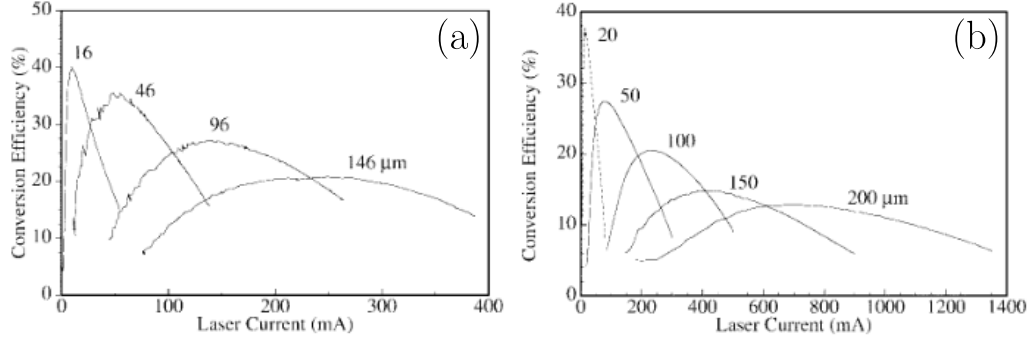 50
40
30
20
10
0
Conversion Efficiency (%)
(a)
16
46
96
146 μm
0 100 200 300 400
Laser Current (mA)
40
30
20
10
0
Conversion Efficiency (%)
(b)
20
50
100
150
200 μm
0 200 400 600 800 1000 1200 1400
Laser Current (mA)